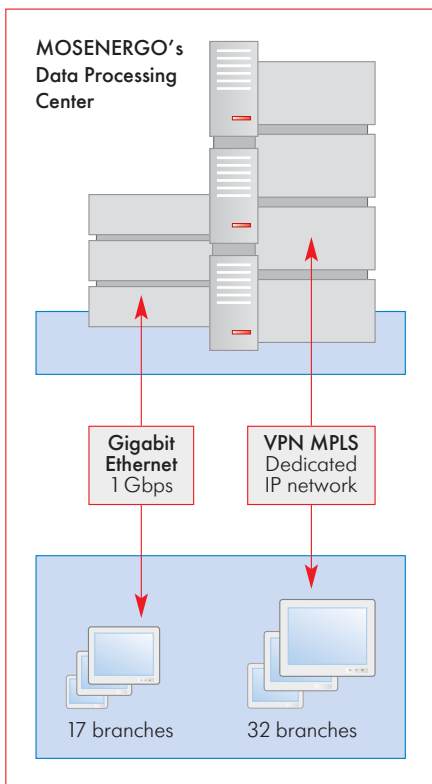 MOSENERGO’s
Data Processing
Center
Gigabit
Ethernet
1 Gbps
VPN MPLS
Dedicated
IP network
17 branches
32 branches